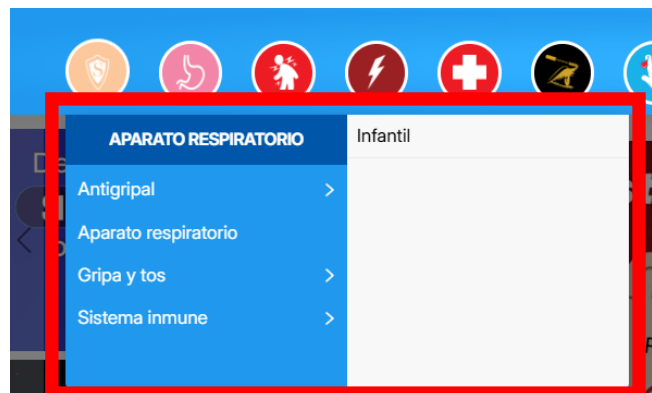 APARATO RESPIRATORIO
Infantil
Antigripal
Aparato respiratorio
Gripa y tos
Sistema inmune